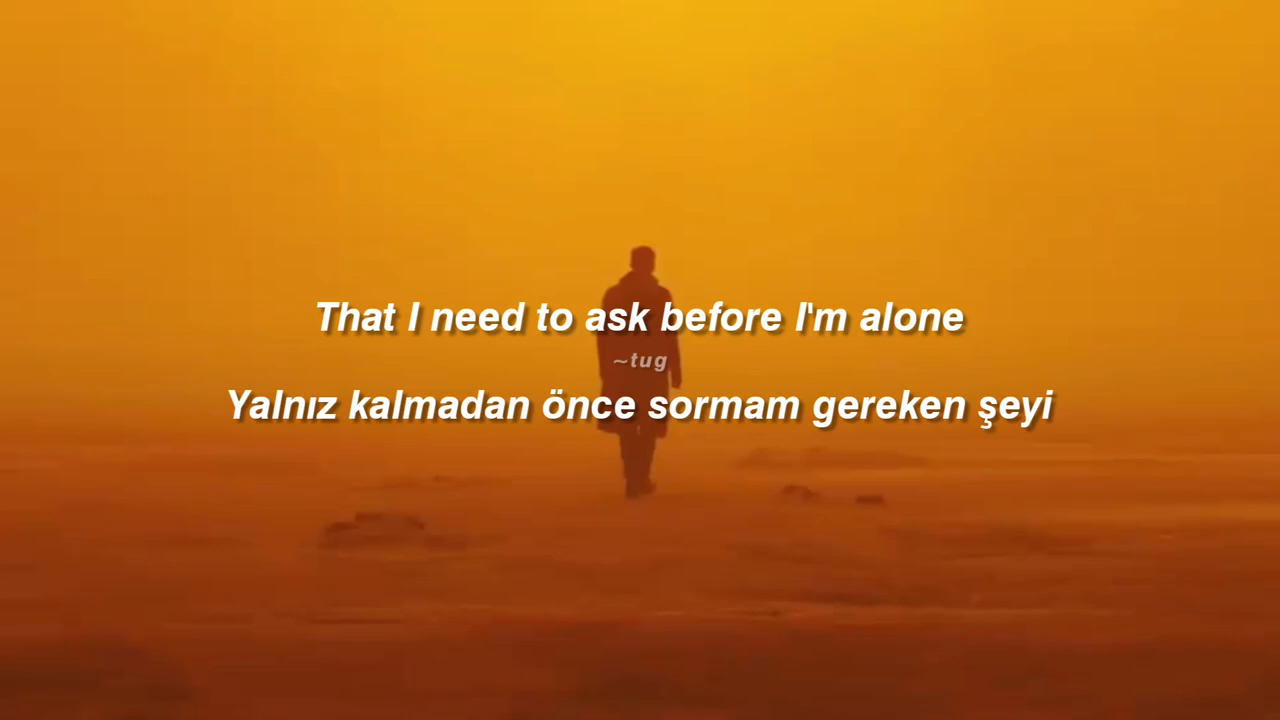 That I need to ask before I'm alone
~tug
Yalnız kalmadan önce sormam gereken şeyi